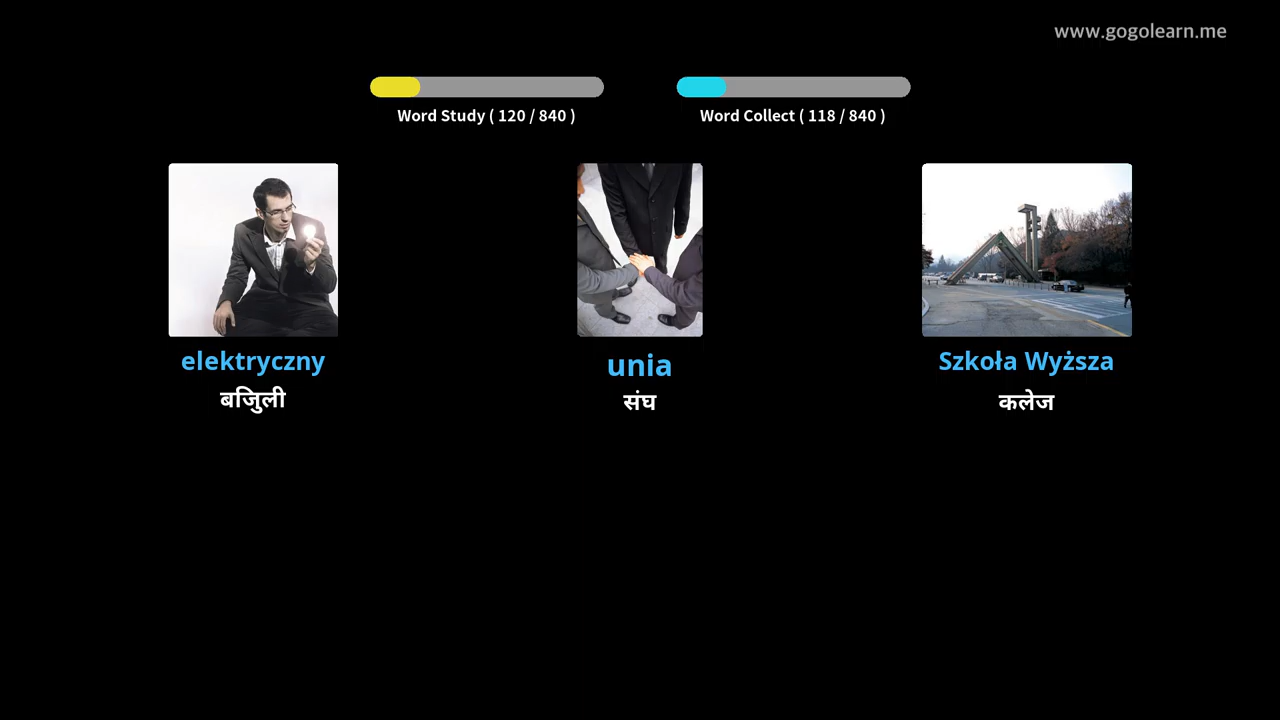 www.gogolearn.me
Word Study ( 120 / 840 )
Word Collect ( 118 / 840 )
elektryczny
unia
Szkoła Wyższa
बिजुिली
संघ
कलेज